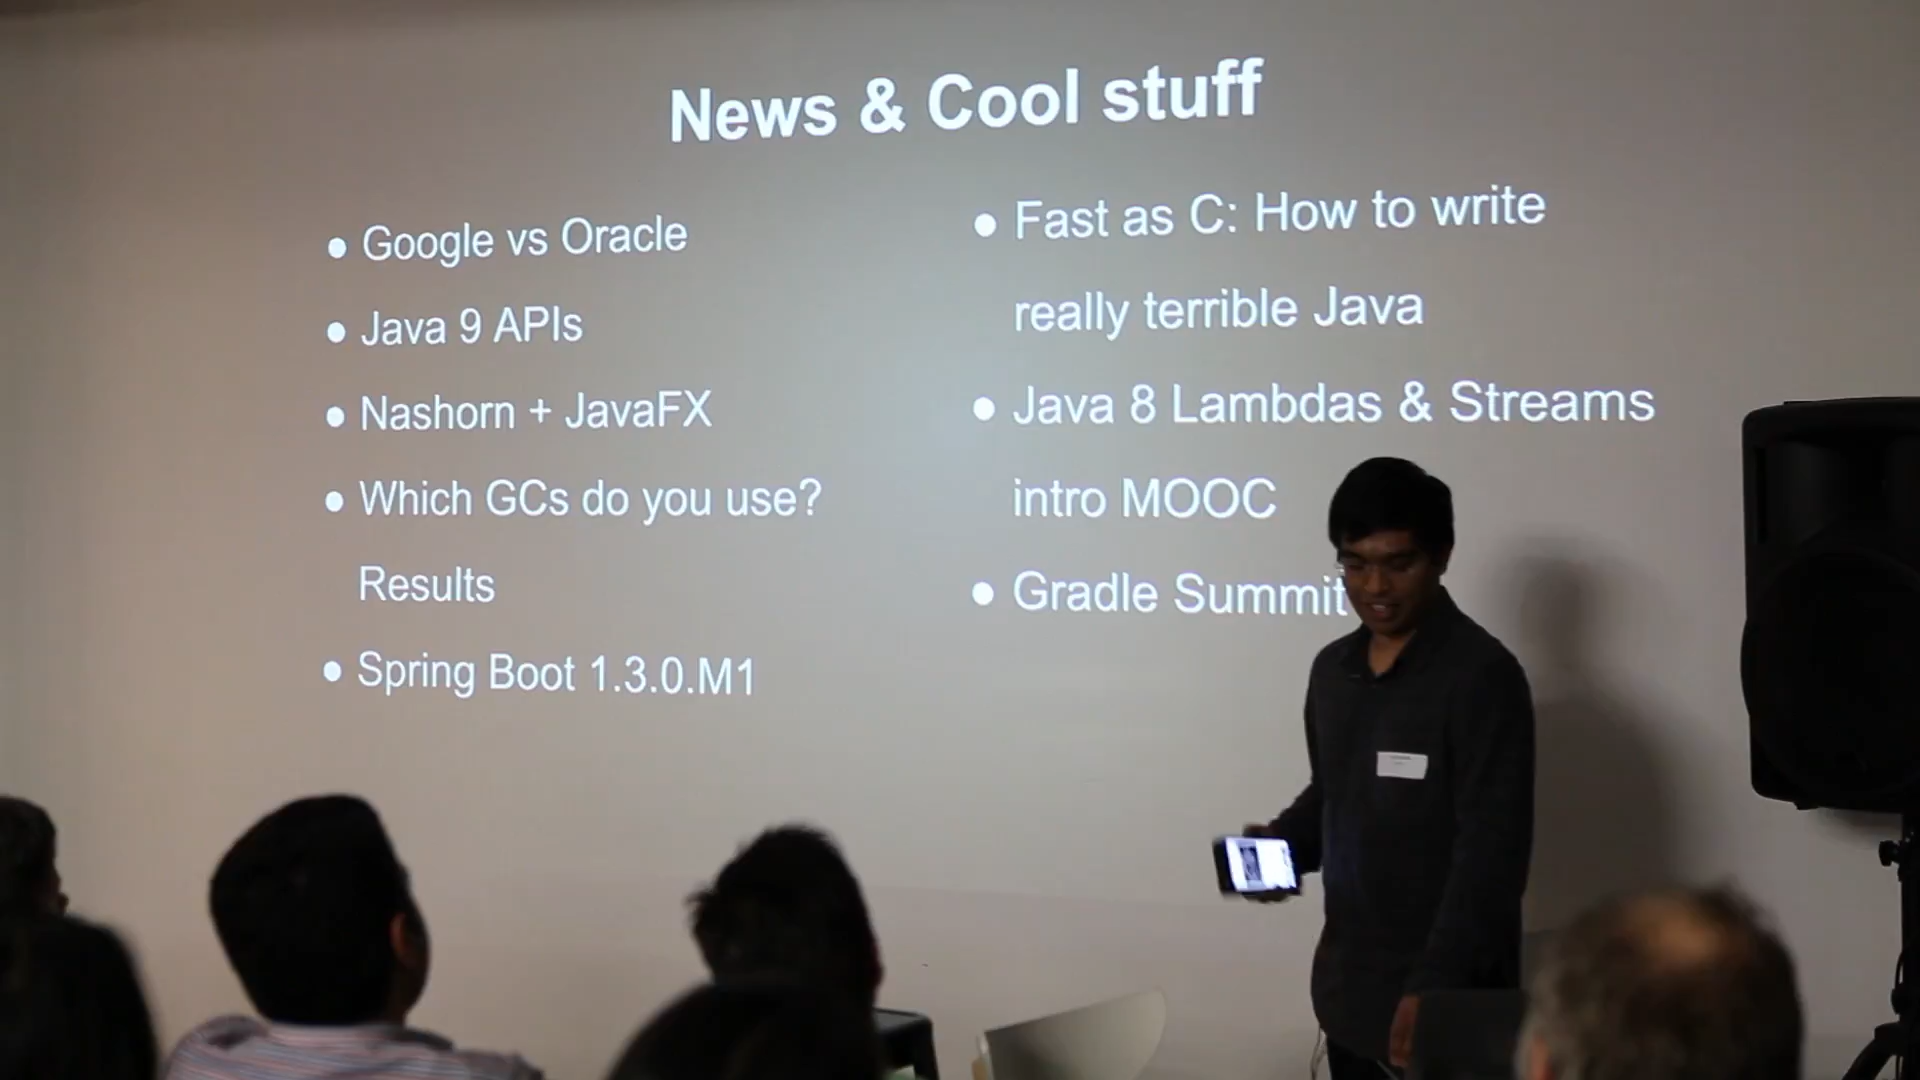 News & Cool stuff
● Google vs Oracle
● Java 9 APIs
● Nashorn + JavaFX
● Which GCs do you use?
Results
● Spring Boot 1.3.0.M1
● Fast as C: How to write
really terrible Java
● Java 8 Lambdas & Streams
intro MOOC
● Gradle Summit